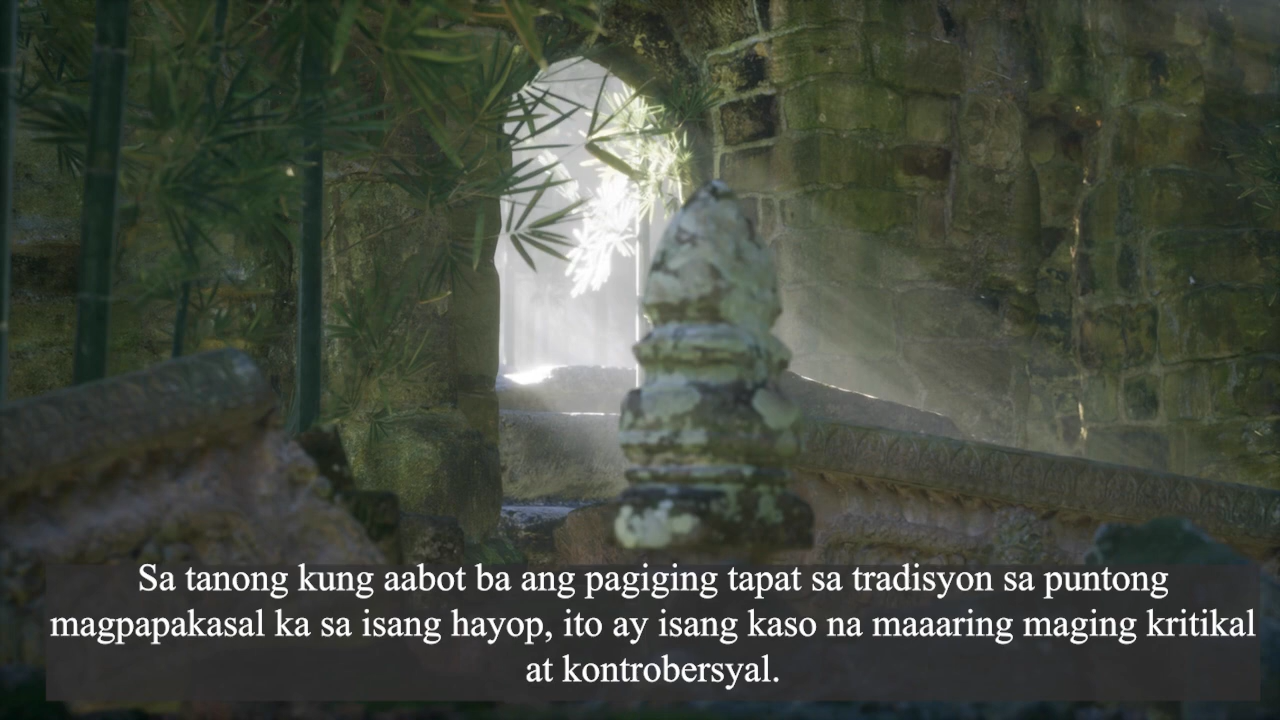 Sa tanong kung aabot ba ang pagiging tapat sa tradisyon sa puntong
magpapakasal ka sa isang hayop, ito ay isang kaso na maaaring maging kritikal
at kontrobersyal.